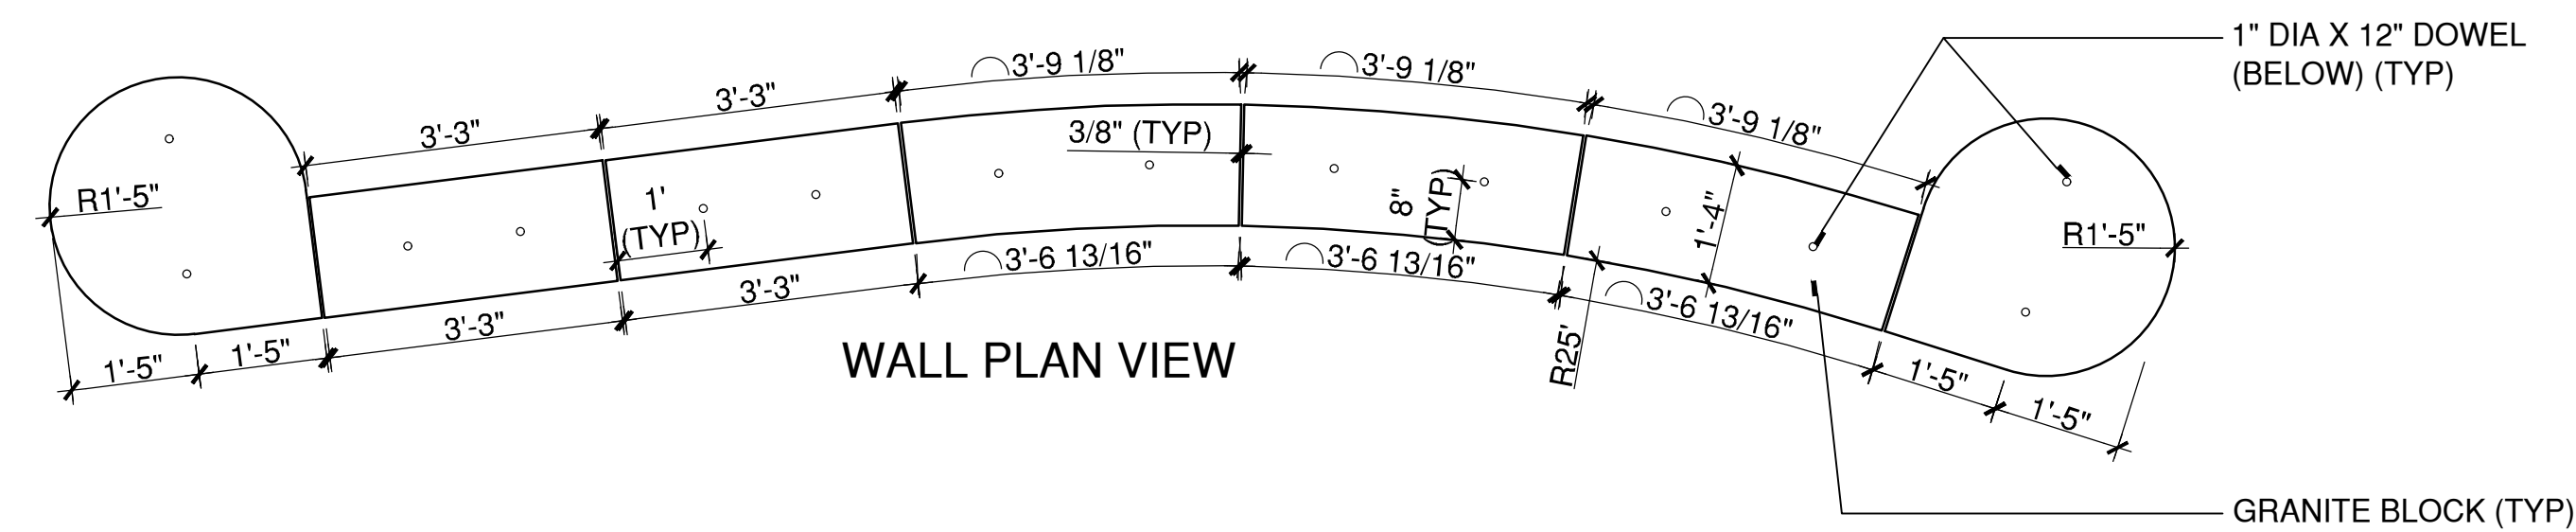 1" DIA X 12" DOWEL
(BELOW) (TYP)
3'-9 1/8"
3'-9 1/8"
3'-9 1/8"
3'-3"
3'-3"
3/8" (TYP)
R1'-5"
1'
(TYP)
8"
(TYP)
1'-4"
R1'-5"
3'-6 13/16"
3'-6 13/16"
3'-6 13/16"
3'-3"
3'-3"
1'-5"
1'-5"
R25'
1'-5"
1'-5"
WALL PLAN VIEW
GRANITE BLOCK (TYP)